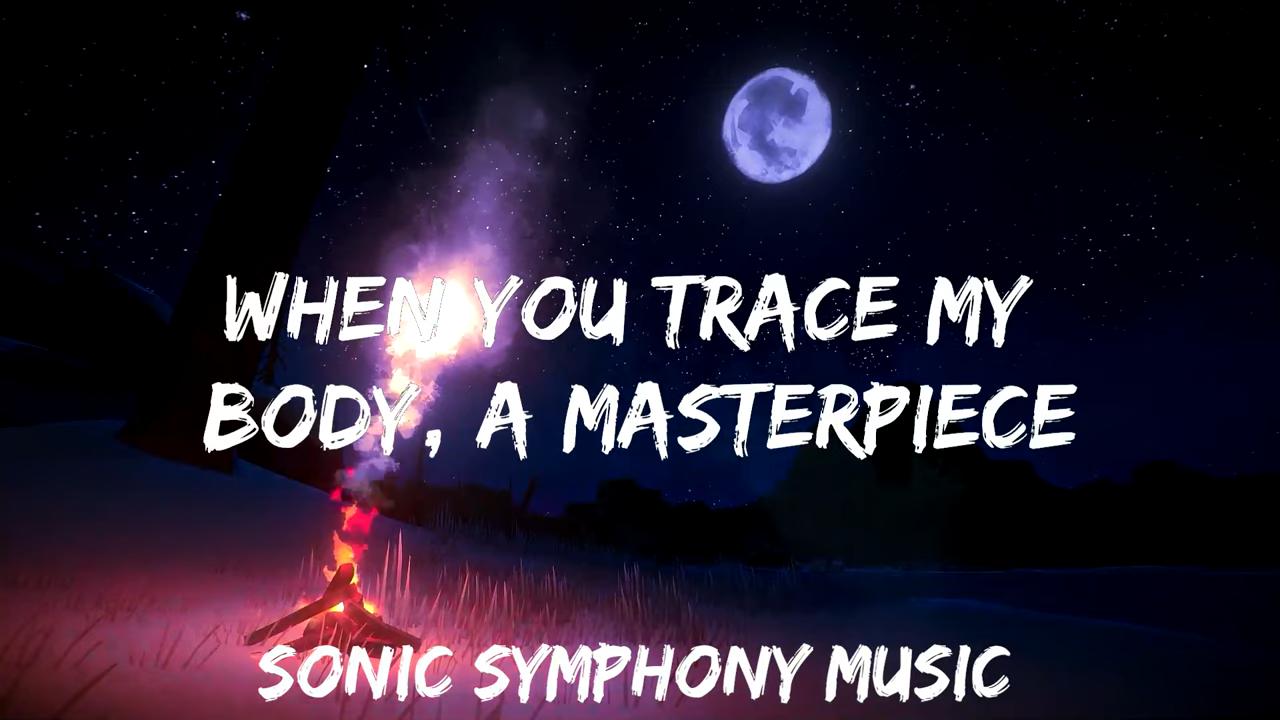 WHEN YOU TRACE MY
BODY, A MASTERPIECE
SONIC SYMPHONY MUSIC